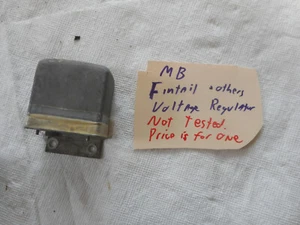 MB
Fintail + others
Voltage Regulator
Not Tested.
Price is for one